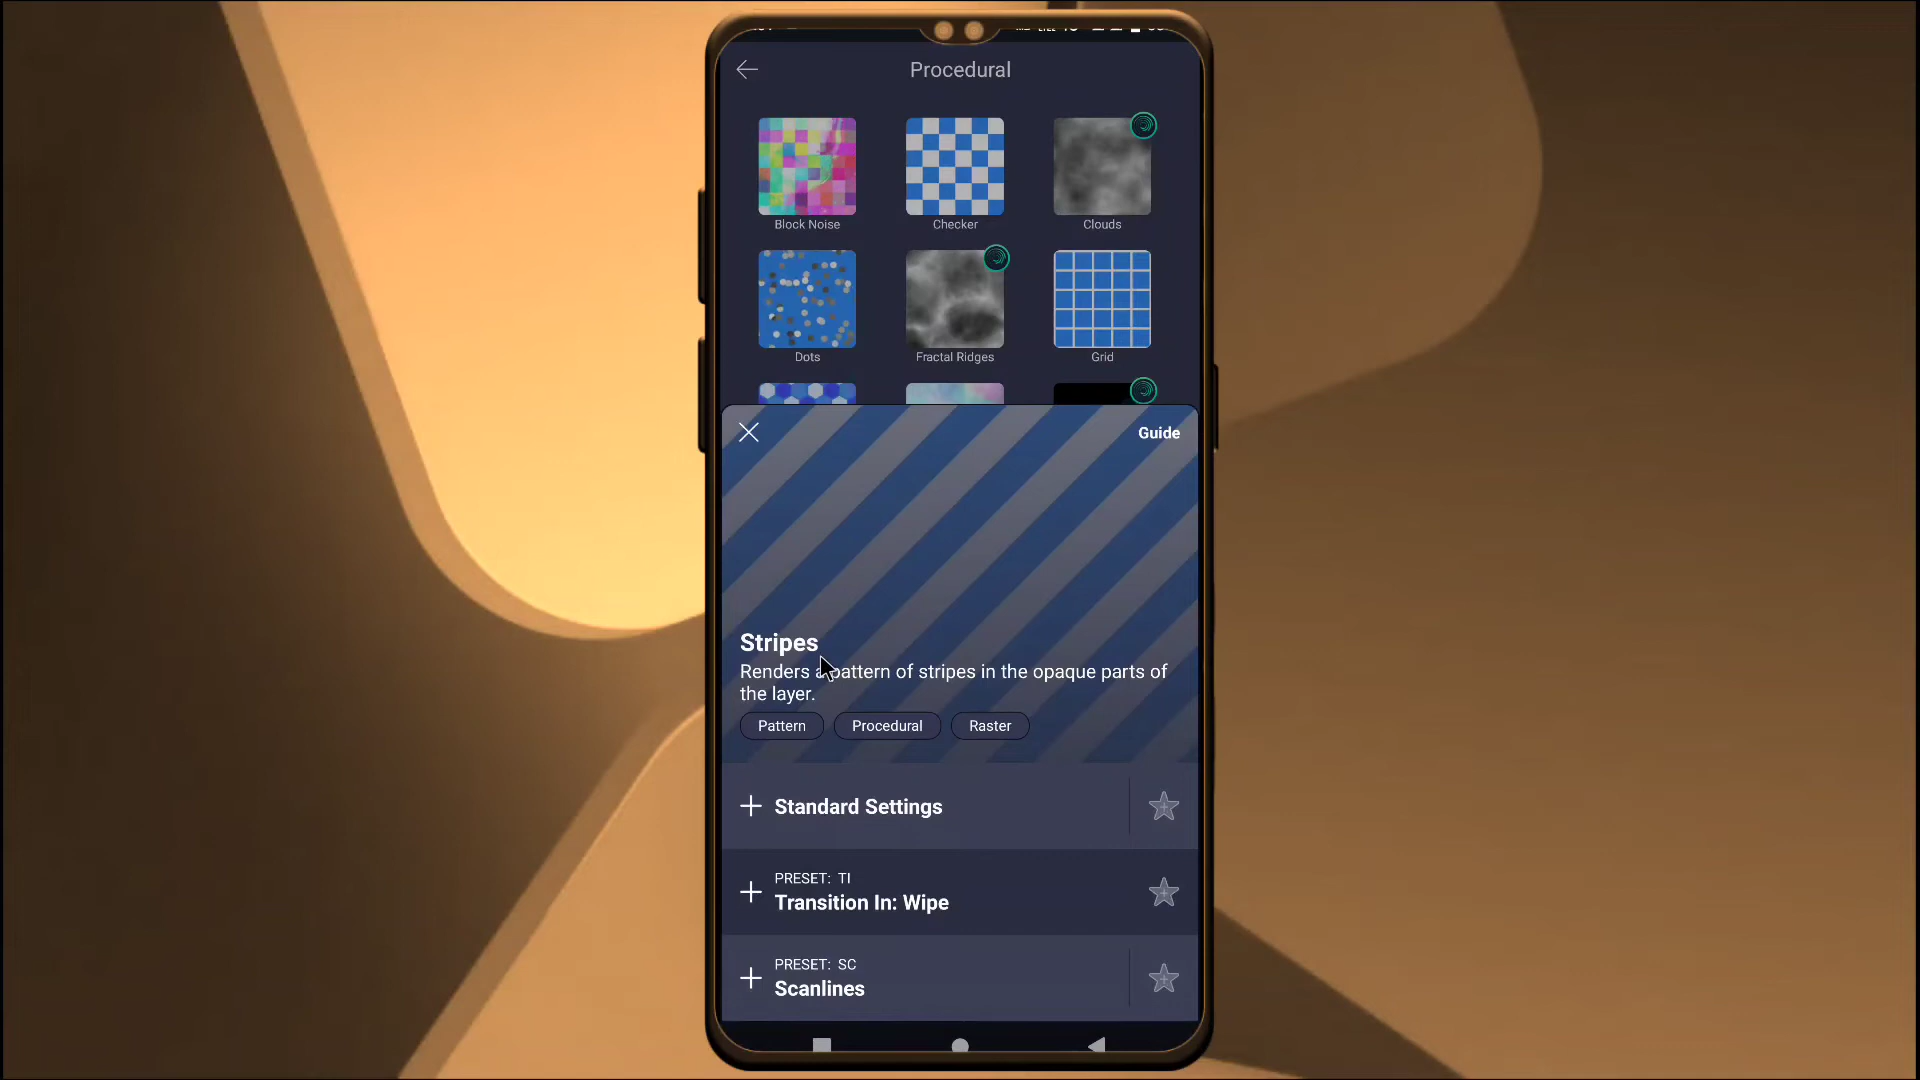 Procedural
Block Noise
Checker
Clouds
Dots
Fractal Ridges
Grid
Guide
Stripes
Renders a pattern of stripes in the opaque parts of
the layer.
Pattern
Procedural
Raster
Standard Settings
PRESET: TI
Transition In: Wipe
PRESET: SC
Scanlines